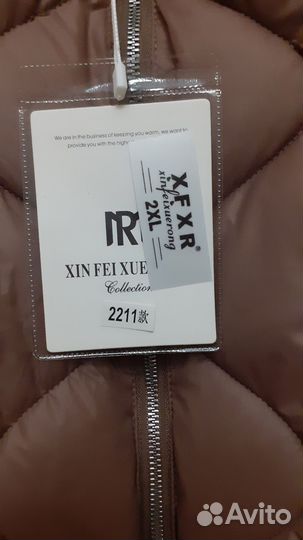 We are in the business of keeping you warm, we want to
provide you with the highe
XIN FEI XUE
Collection
2211款
XFXR®
xinfeixuerong
2XL
Avito